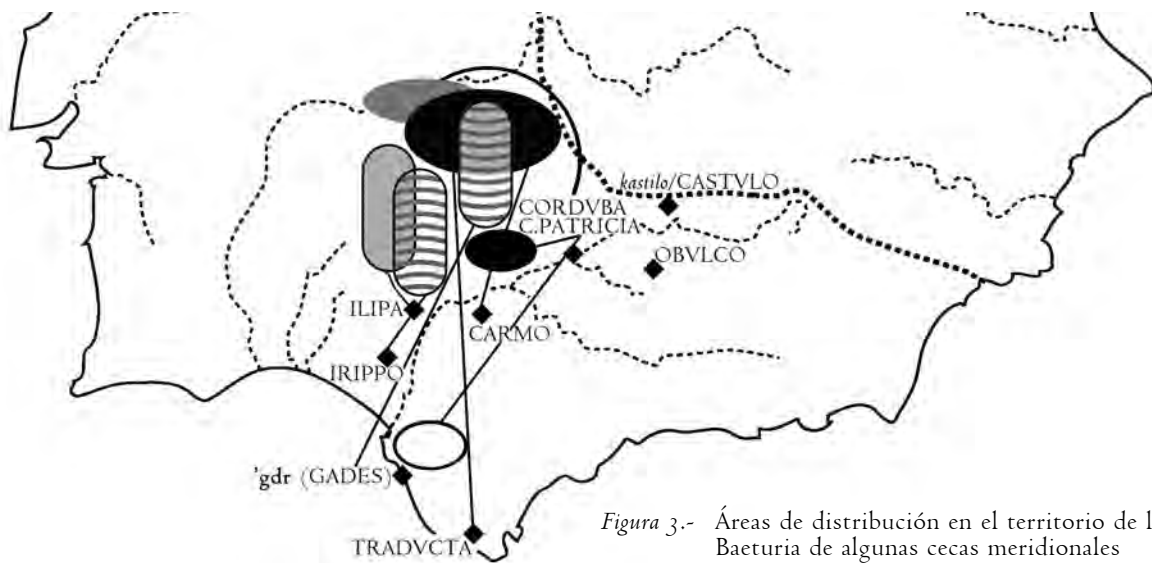 kastilo/CASTVLO
CORDVBA
C.PATRICIA
OBVLCO
ILIPA
CARMO
IRIPPO
'gdr (GADES)
TRADVCTA
Figura 3.- Áreas de distribución en el territorio de l
Baeturia de algunas cecas meridionales